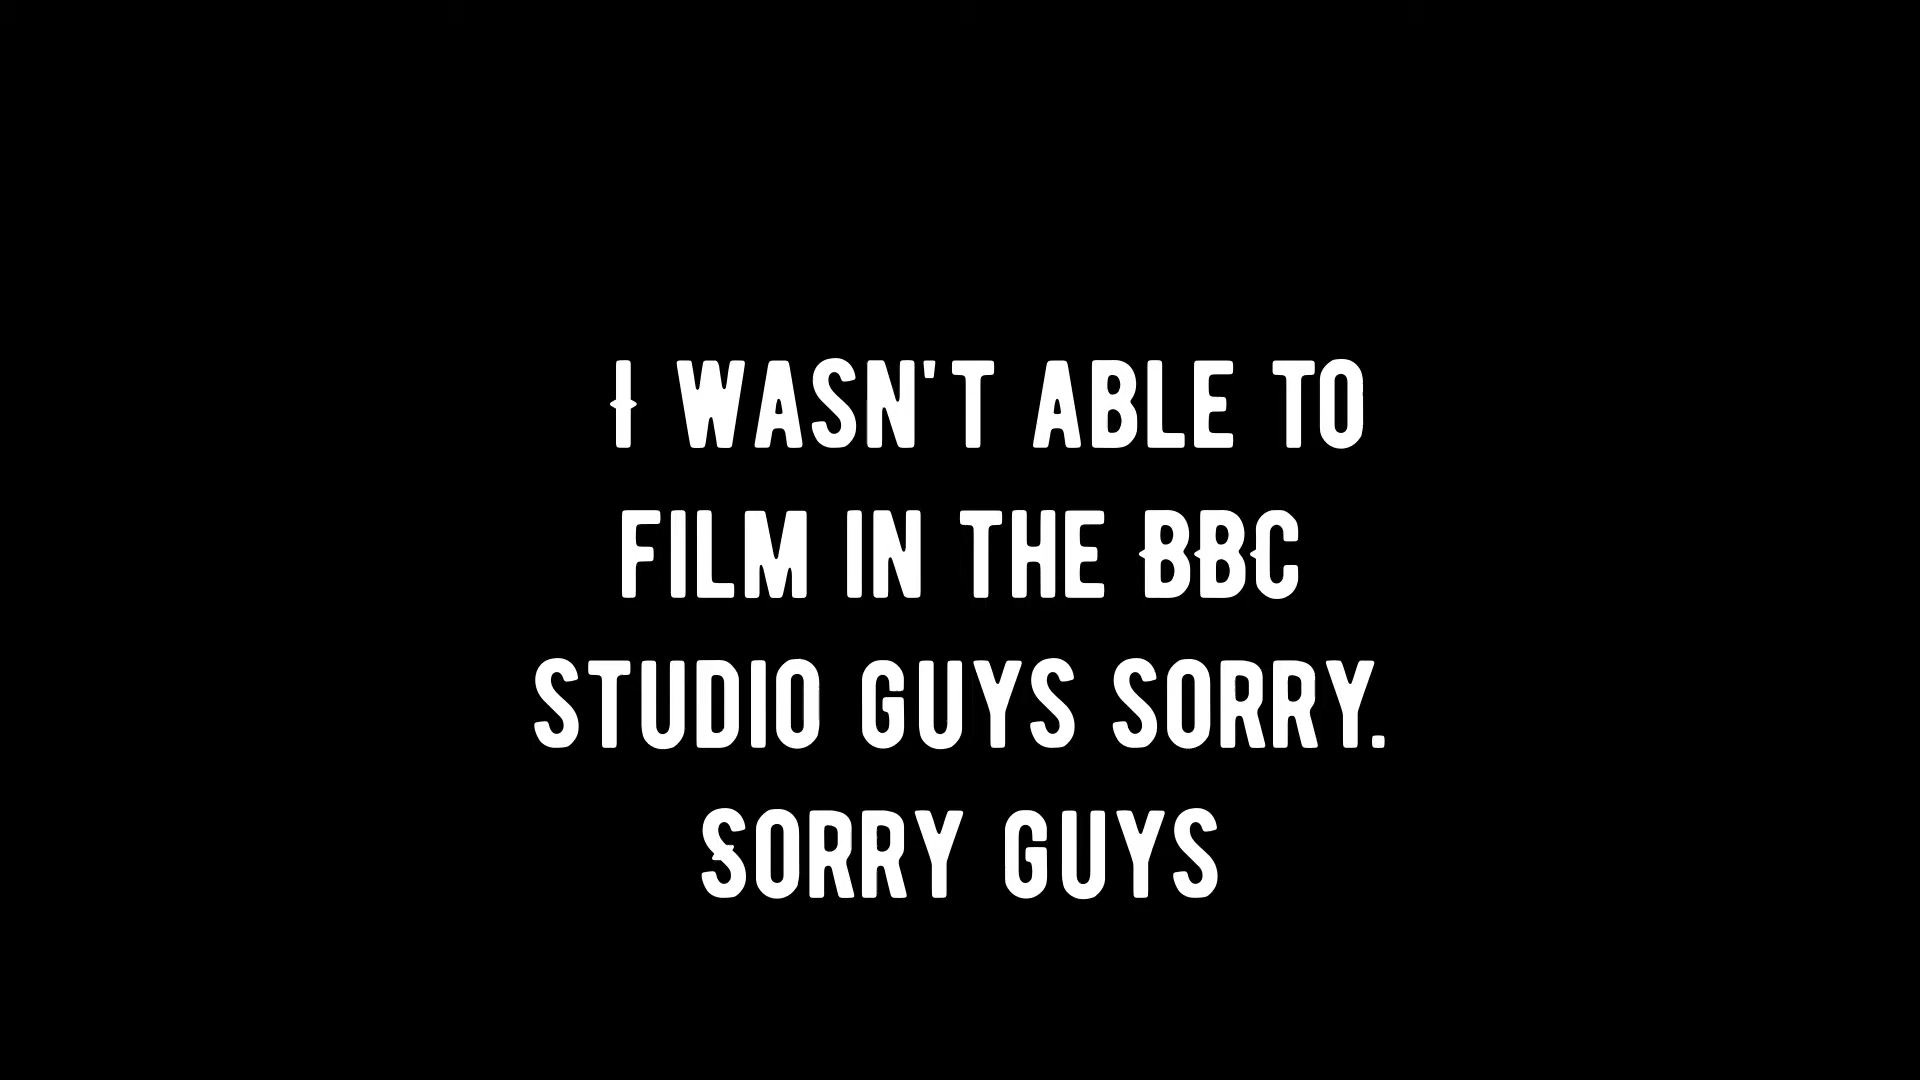 I WASN'T ABLE TO
FILM IN THE BBC
STUDIO GUYS SORRY.
SORRY GUYS